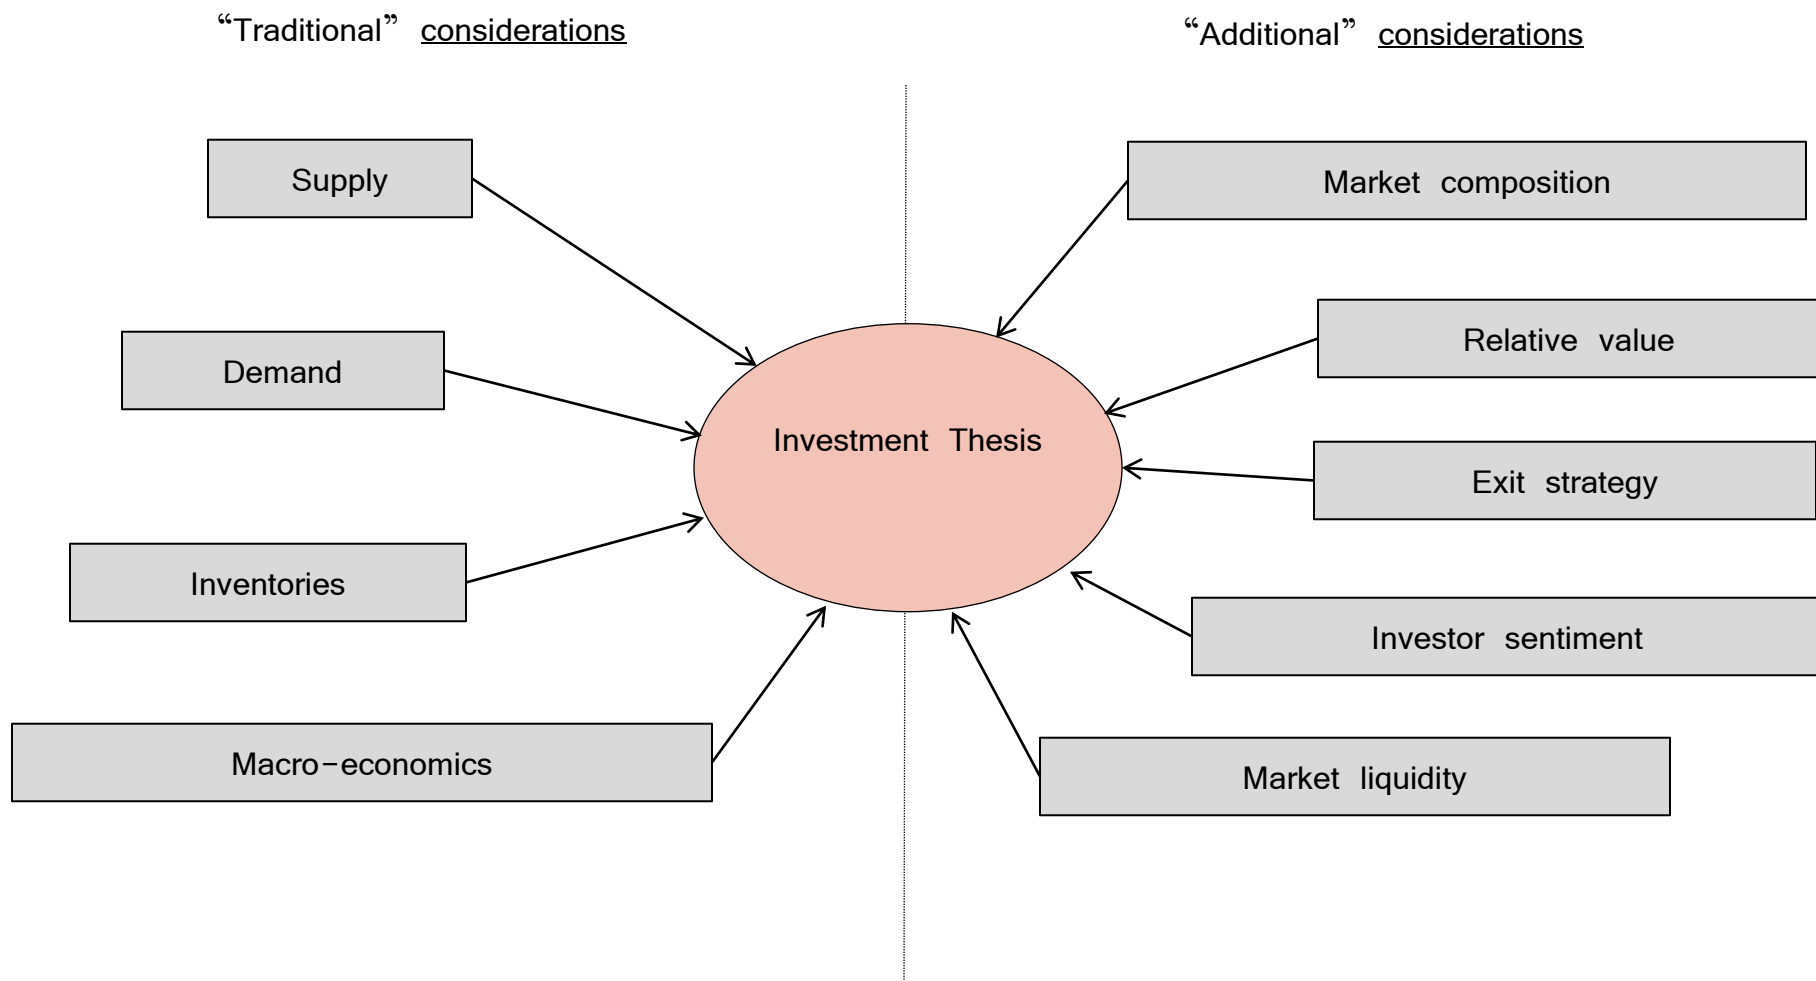 “Traditional” considerations
“Additional” considerations
Supply
Demand
Inventories
Macro-economics
Investment Thesis
Market composition
Relative value
Exit strategy
Investor sentiment
Market liquidity